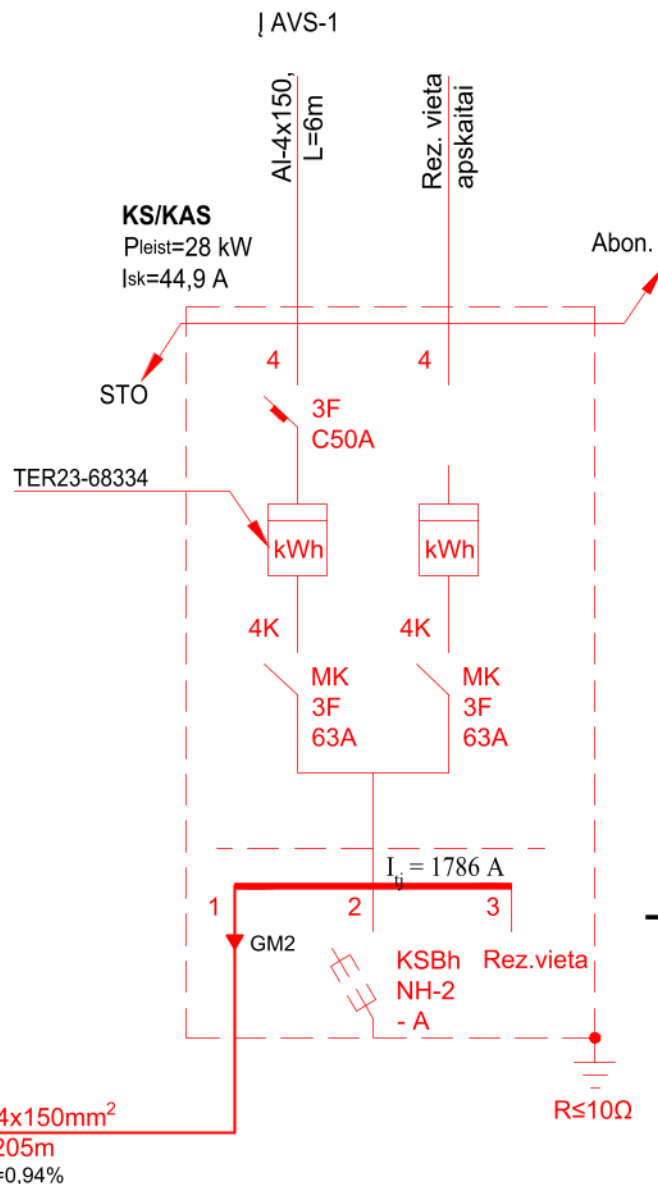 Į AVS-1
Al-4x150,
L=6m
Rez. vieta
apskaitai
KS/KAS
Pleist=28 kW
Isk=44,9 A
Abon.
STO
4
4
3F
C50A
TER23-68334
kWh
kWh
4K
4K
MK
3F
63A
MK
3F
63A
Itj = 1786 A
1
2
3
GM2
KSBh
NH-2
- A
Rez.vieta
R≤10Ω
4x150mm²
205m
=0,94%